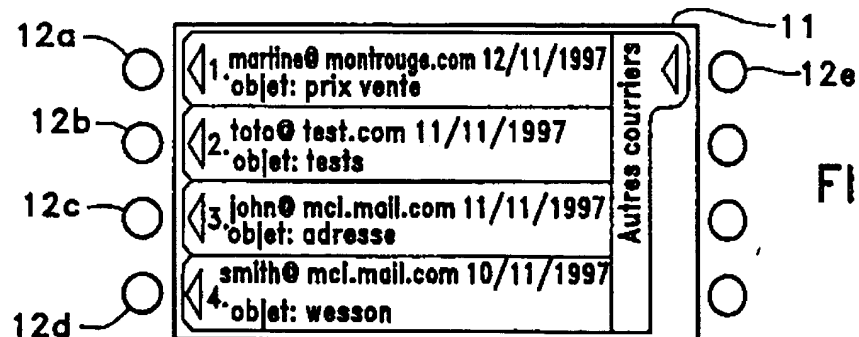 11
12a
12b
12c
12d
12e
1. martine@ montrouge.com 12/11/1997
objet: prix vente
2. toto@ test.com 11/11/1997
objet: tests
3. john@ mcl.mail.com 11/11/1997
objet: adresse
4. smith@ mcl.mail.com 10/11/1997
objet: wesson
Autres courriers
FI